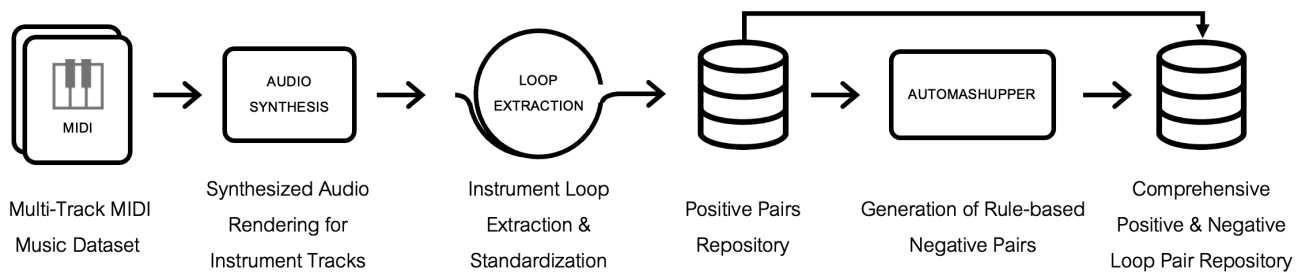 MIDI
AUDIO
SYNTHESIS
LOOP
EXTRACTION
AUTOMASHUPPER
Multi-Track MIDI
Music Dataset
Synthesized Audio
Rendering for
Instrument Tracks
Instrument Loop
Extraction &
Standardization
Positive Pairs
Repository
Generation of Rule-based
Negative Pairs
Comprehensive
Positive & Negative
Loop Pair Repository